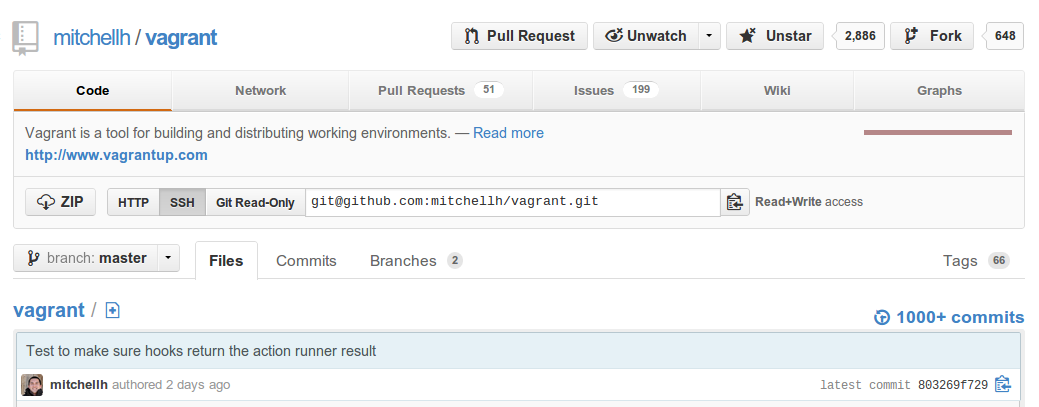 mitchellh / vagrant Pull Request Unwatch Unstar 2,886 Fork 648
Code Network Pull Requests 51 Issues 199 Wiki Graphs
Vagrant is a tool for building and distributing working environments. — Read more
http://www.vagrantup.com
ZIP HTTP SSH Git Read-Only git@github.com:mitchellh/vagrant.git Read+Write access
branch: master Files Commits Branches 2 Tags 66
vagrant / 1000+ commits
Test to make sure hooks return the action runner result
mitchellh authored 2 days ago latest commit 803269f729